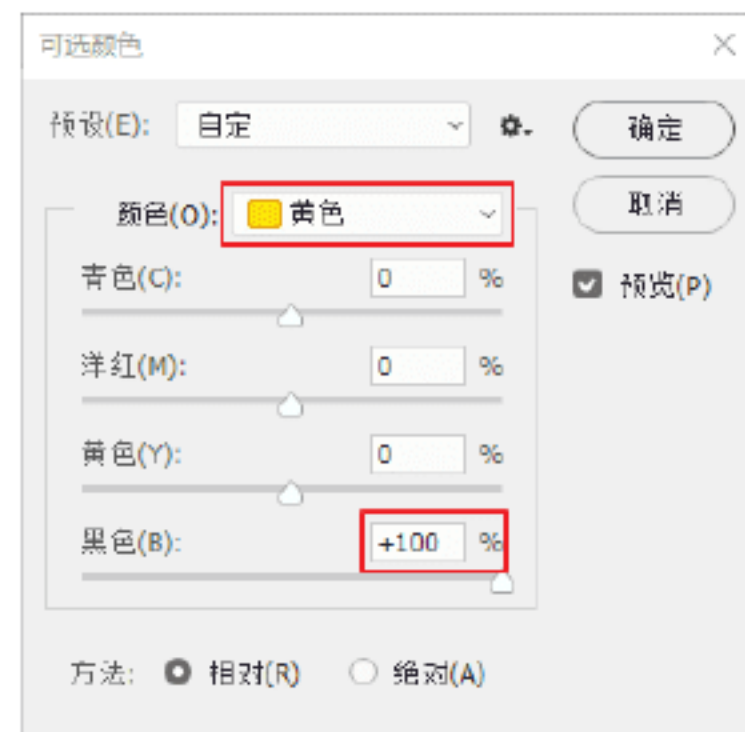 可选颜色
预设(E): 自定 确定
颜色(O): 黄色 取消
青色(C): 0 % 预览(P)
洋红(M): 0 %
黄色(Y): 0 %
黑色(B): +100 %
方法: 相对(R) 绝对(A)